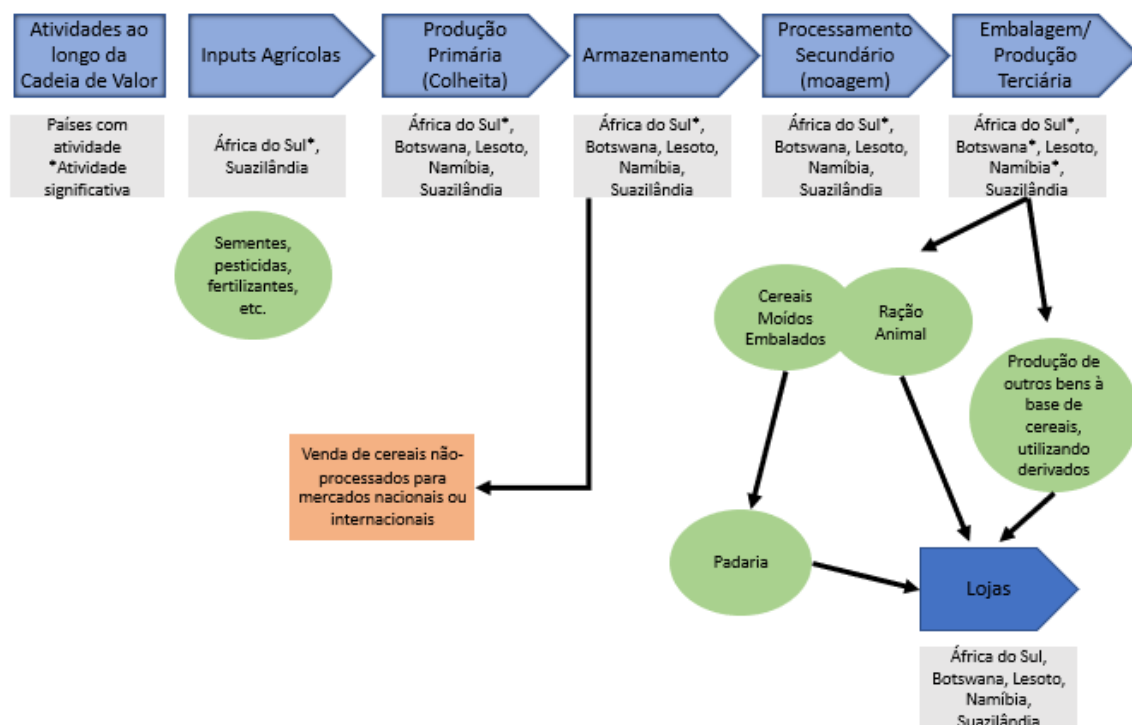 Atividades ao
longo da
Cadeia de Valor
Inputs Agrícolas
Produção
Primária
(Colheita)
Armazenamento
Processamento
Secundário
(moagem)
Embalagem/
Produção
Terciária
Países com
atividade
*Atividade
significativa
África do Sul*,
Suazilândia
África do Sul*,
Botswana, Lesoto,
Namíbia,
Suazilândia
África do Sul*,
Botswana, Lesoto,
Namíbia,
Suazilândia
África do Sul*,
Botswana, Lesoto,
Namíbia,
Suazilândia
África do Sul*,
Botswana*, Lesoto,
Namíbia*,
Suazilândia
Sementes,
pesticidas,
fertilizantes,
etc.
Cereais
Moídos
Embalados
Ração
Animal
Produção de
outros bens à
base de
cereais,
utilizando
derivados
Venda de cereais não-
processados para
mercados nacionais ou
internacionais
Padaria
Lojas
África do Sul,
Botswana, Lesoto,
Namíbia,
Suazilândia